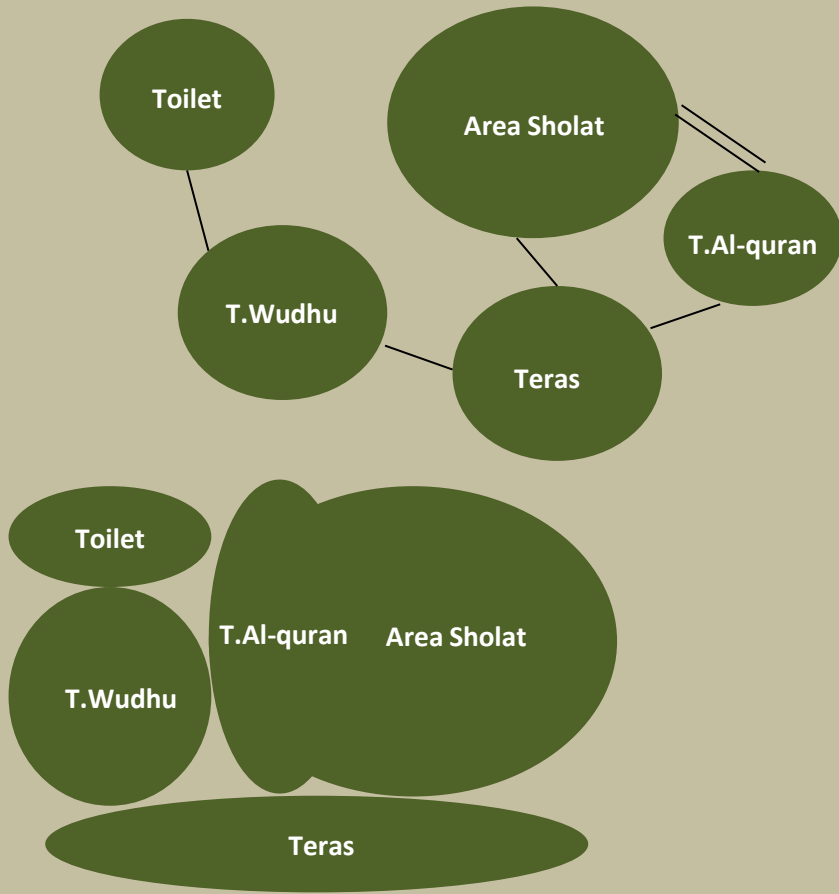 Toilet
Area Sholat
T.Al-quran
T.Wudhu
Teras
Toilet
T.Al-quran
Area Sholat
T.Wudhu
Teras